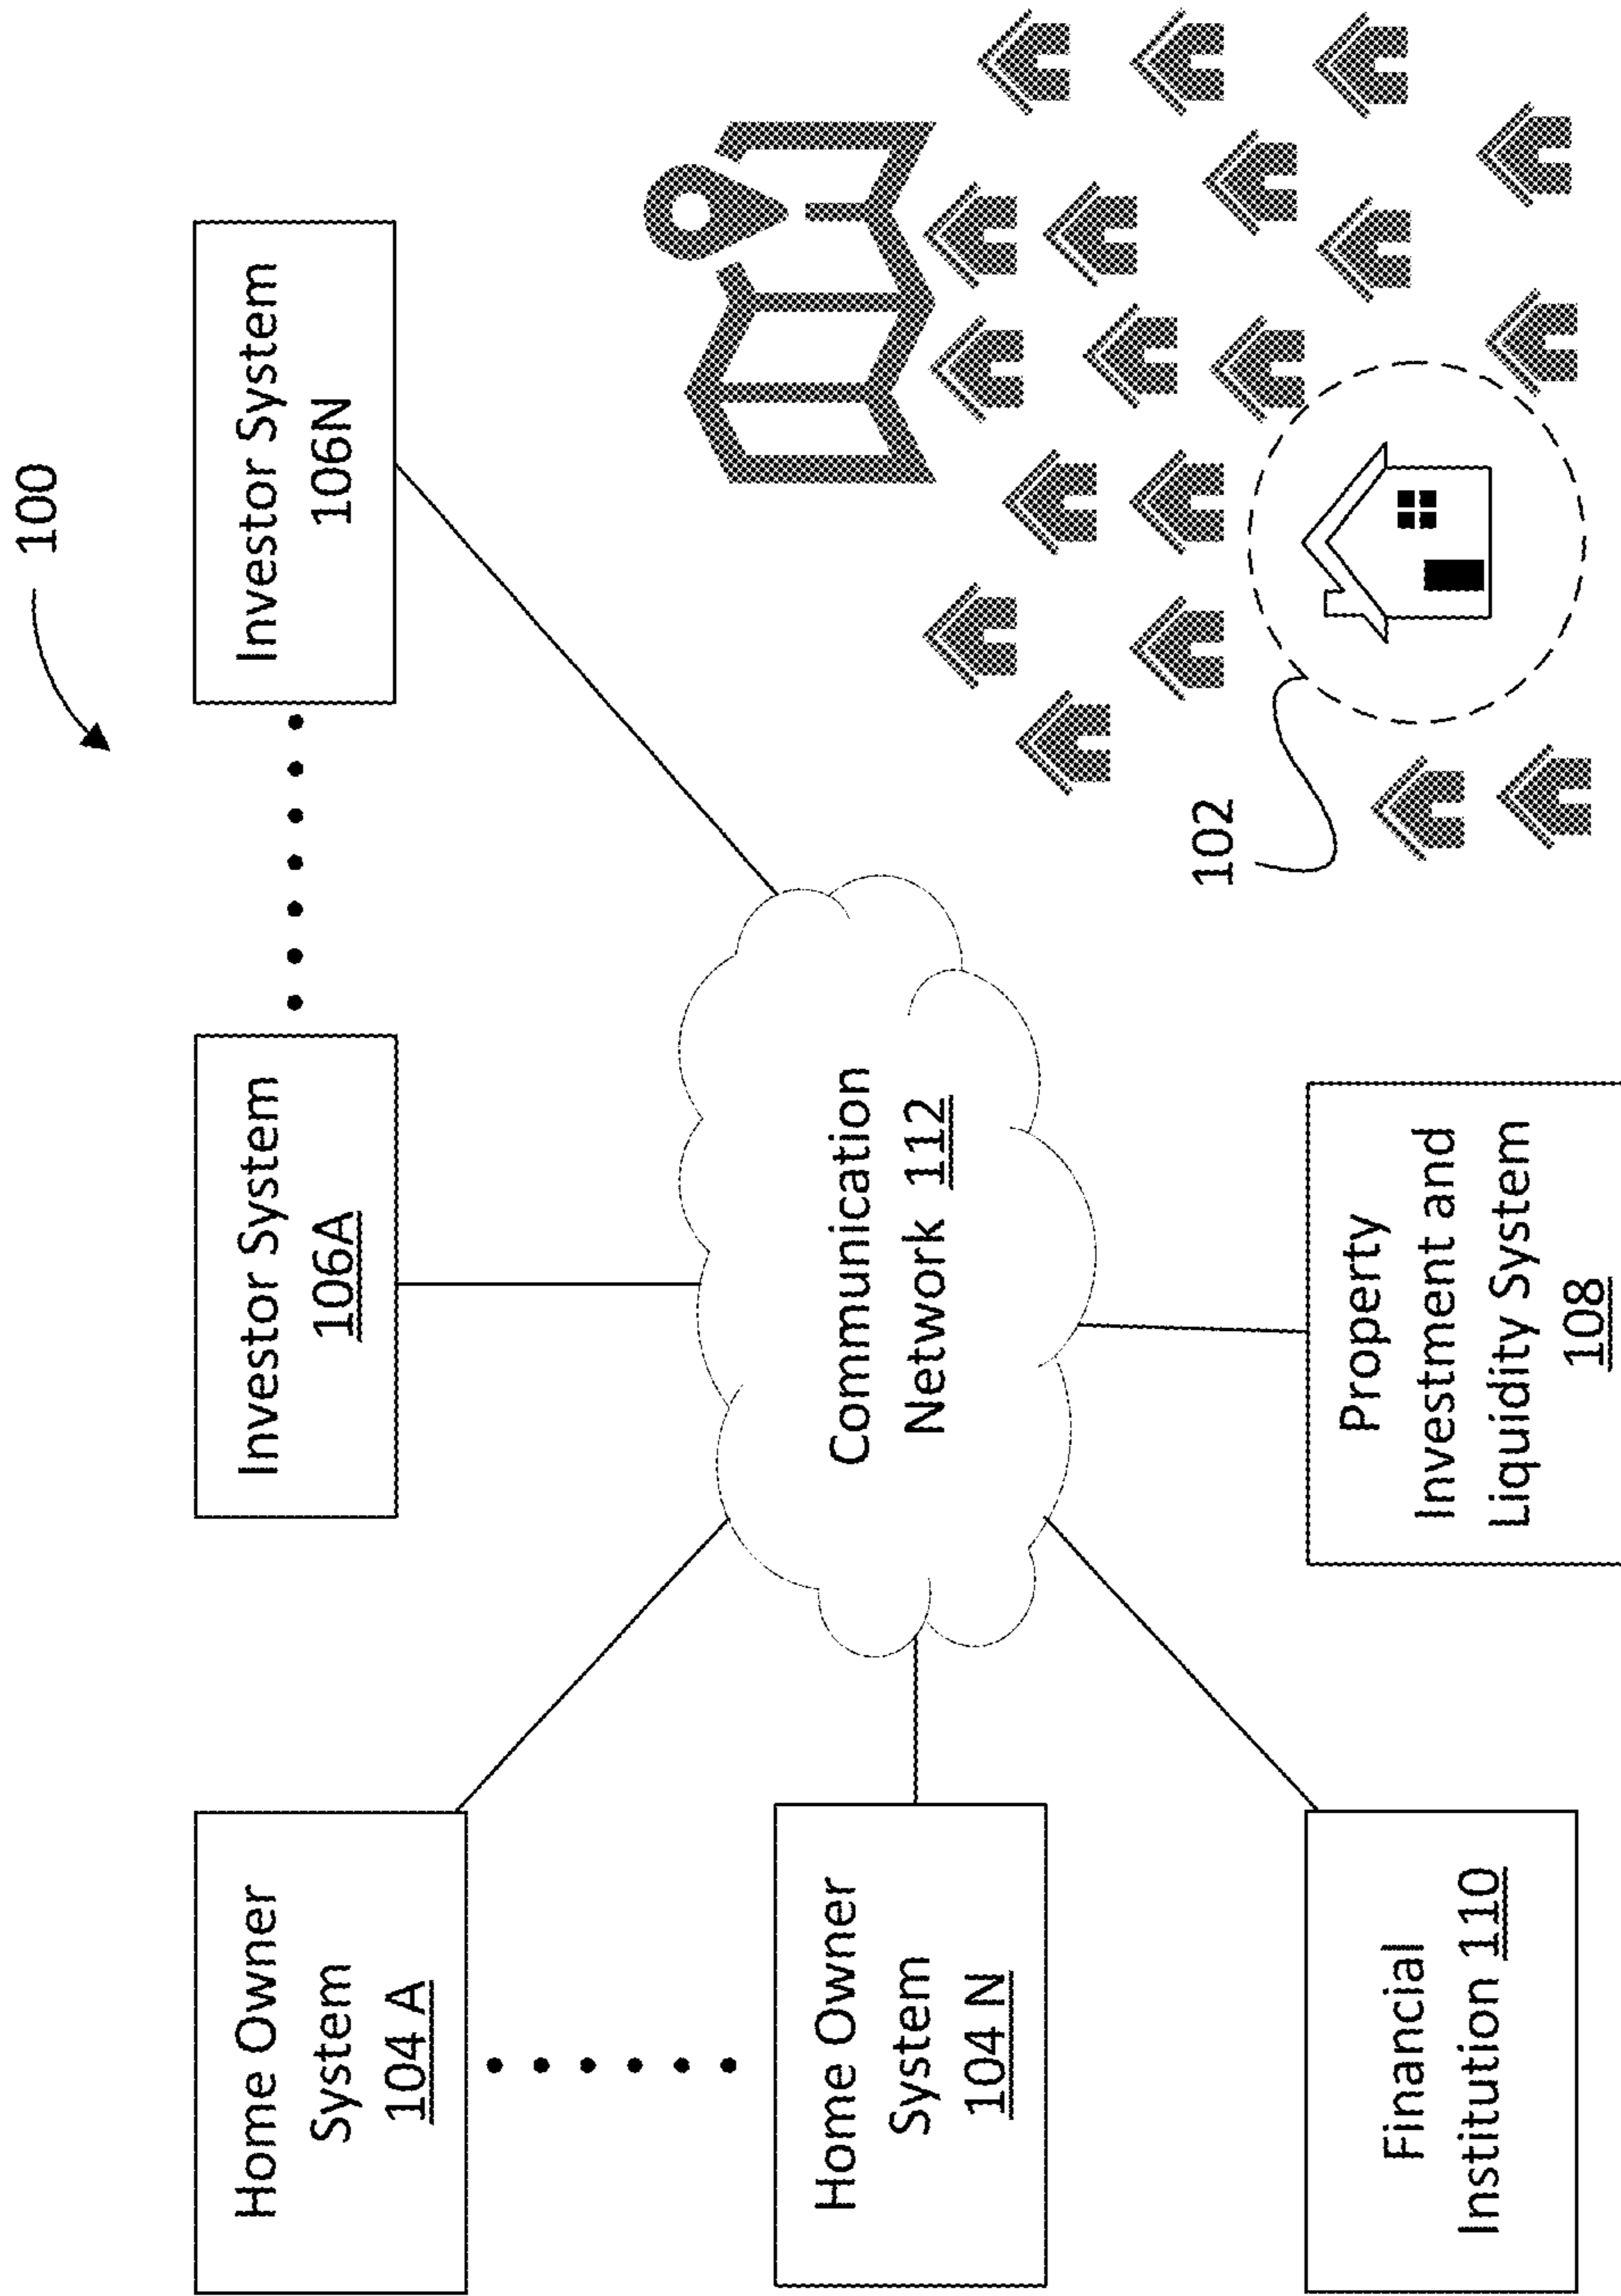 100
Home Owner
System
104 A
Investor System
106A
Investor System
106N
Communication
Network 112
Home Owner
System
104 N
102
Financial
Institution 110
Property
Investment and
Liquidity System
108